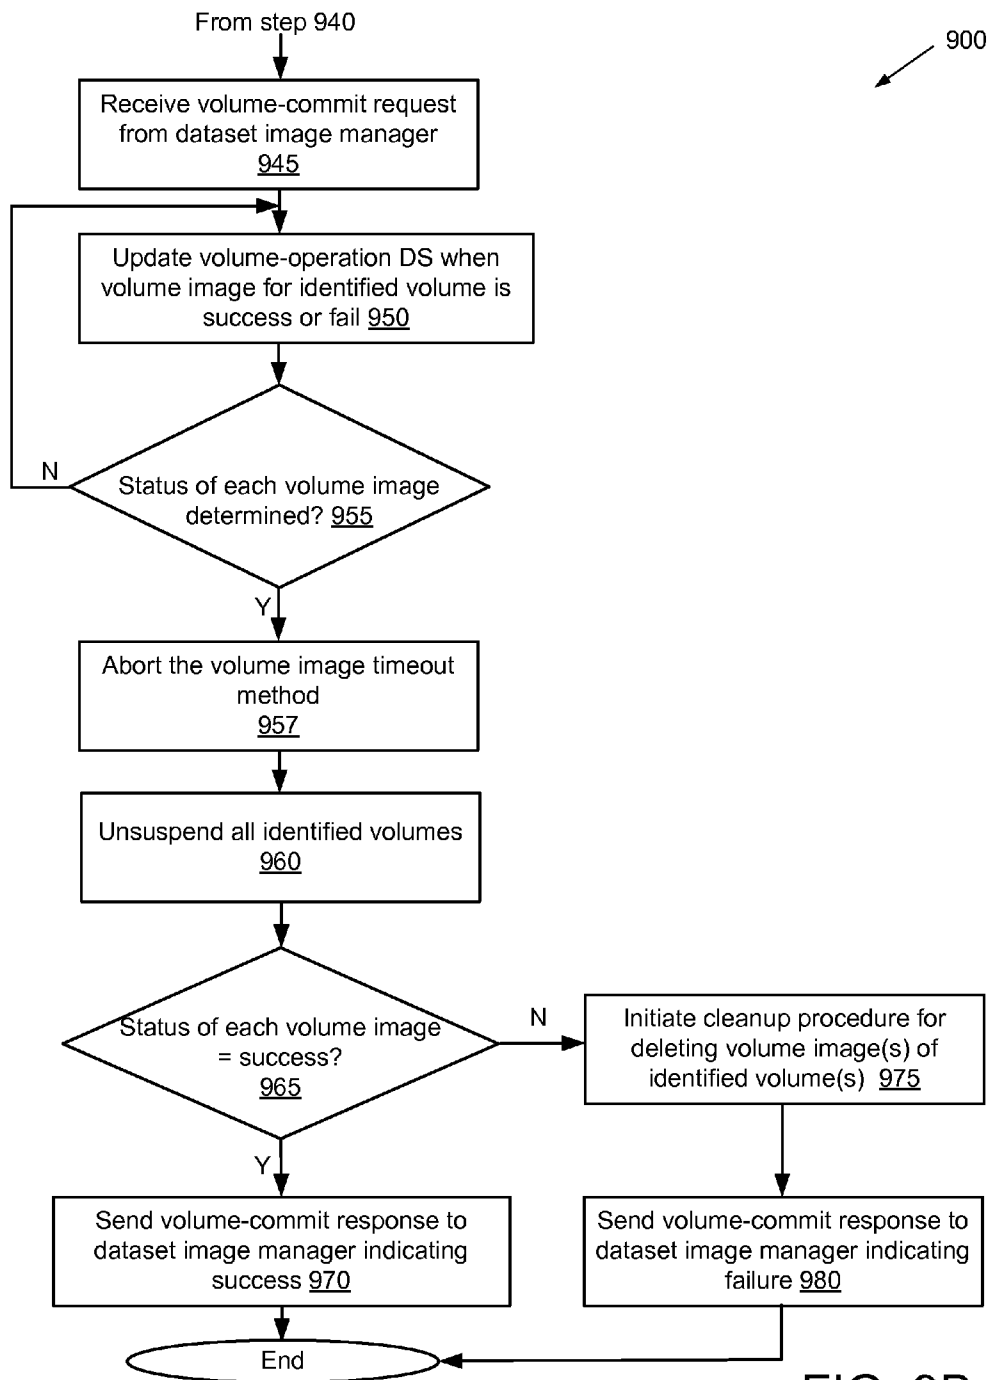 From step 940
900
Receive volume-commit request
from dataset image manager
945
Update volume-operation DS when
volume image for identified volume is
success or fail 950
N
Status of each volume image
determined? 955
Y
Abort the volume image timeout
method
957
Unsuspend all identified volumes
960
Status of each volume image
= success?
965
N
Initiate cleanup procedure for
deleting volume image(s) of
identified volume(s) 975
Y
Send volume-commit response to
dataset image manager indicating
success 970
Send volume-commit response to
dataset image manager indicating
failure 980
End